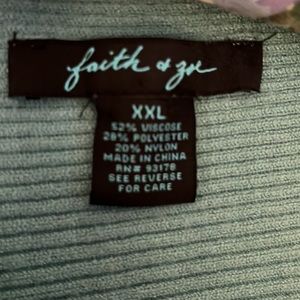 faith & zoe
XXL
52% VISCOSE
28% POLYESTER
20% NYLON
MADE IN CHINA
RN# 93178
SEE REVERSE
FOR CARE